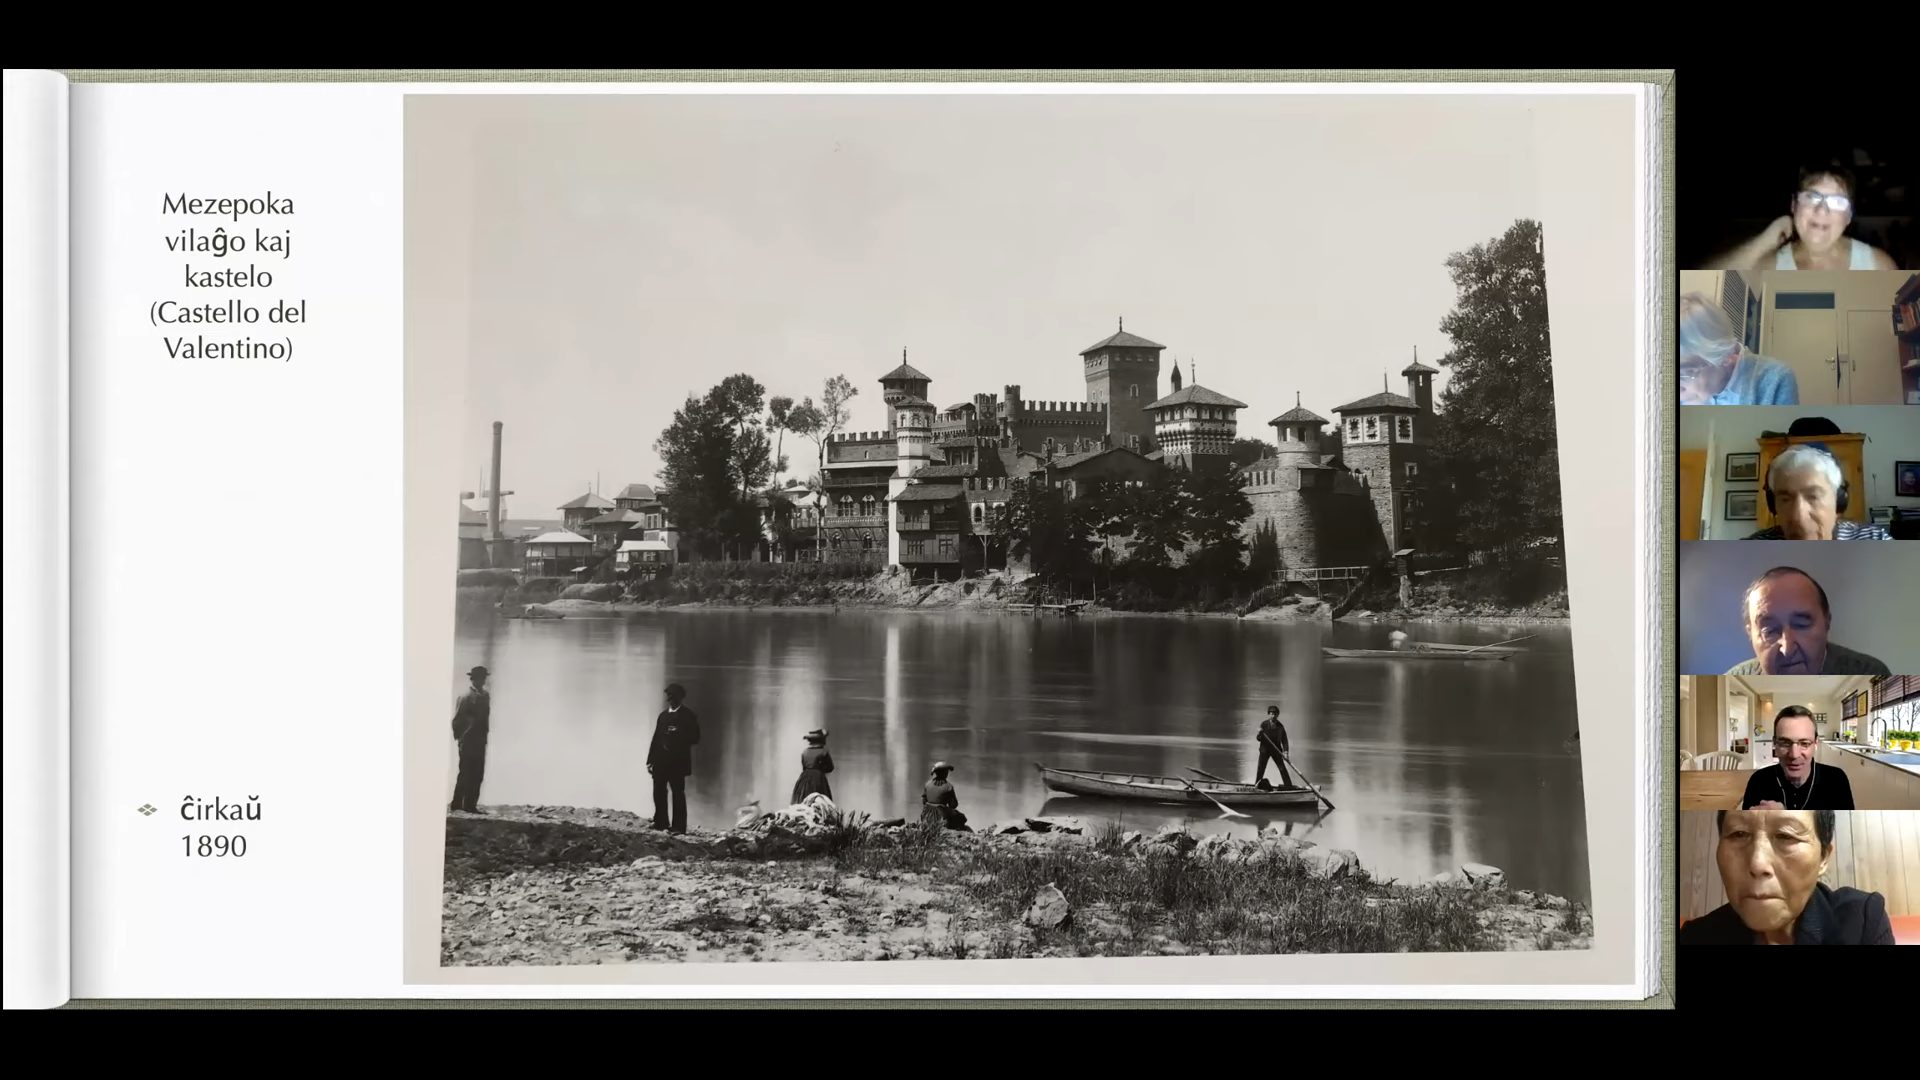 Mezepoka
vilaĝo kaj
kastelo
(Castello del
Valentino)
ĉirkaŭ
1890